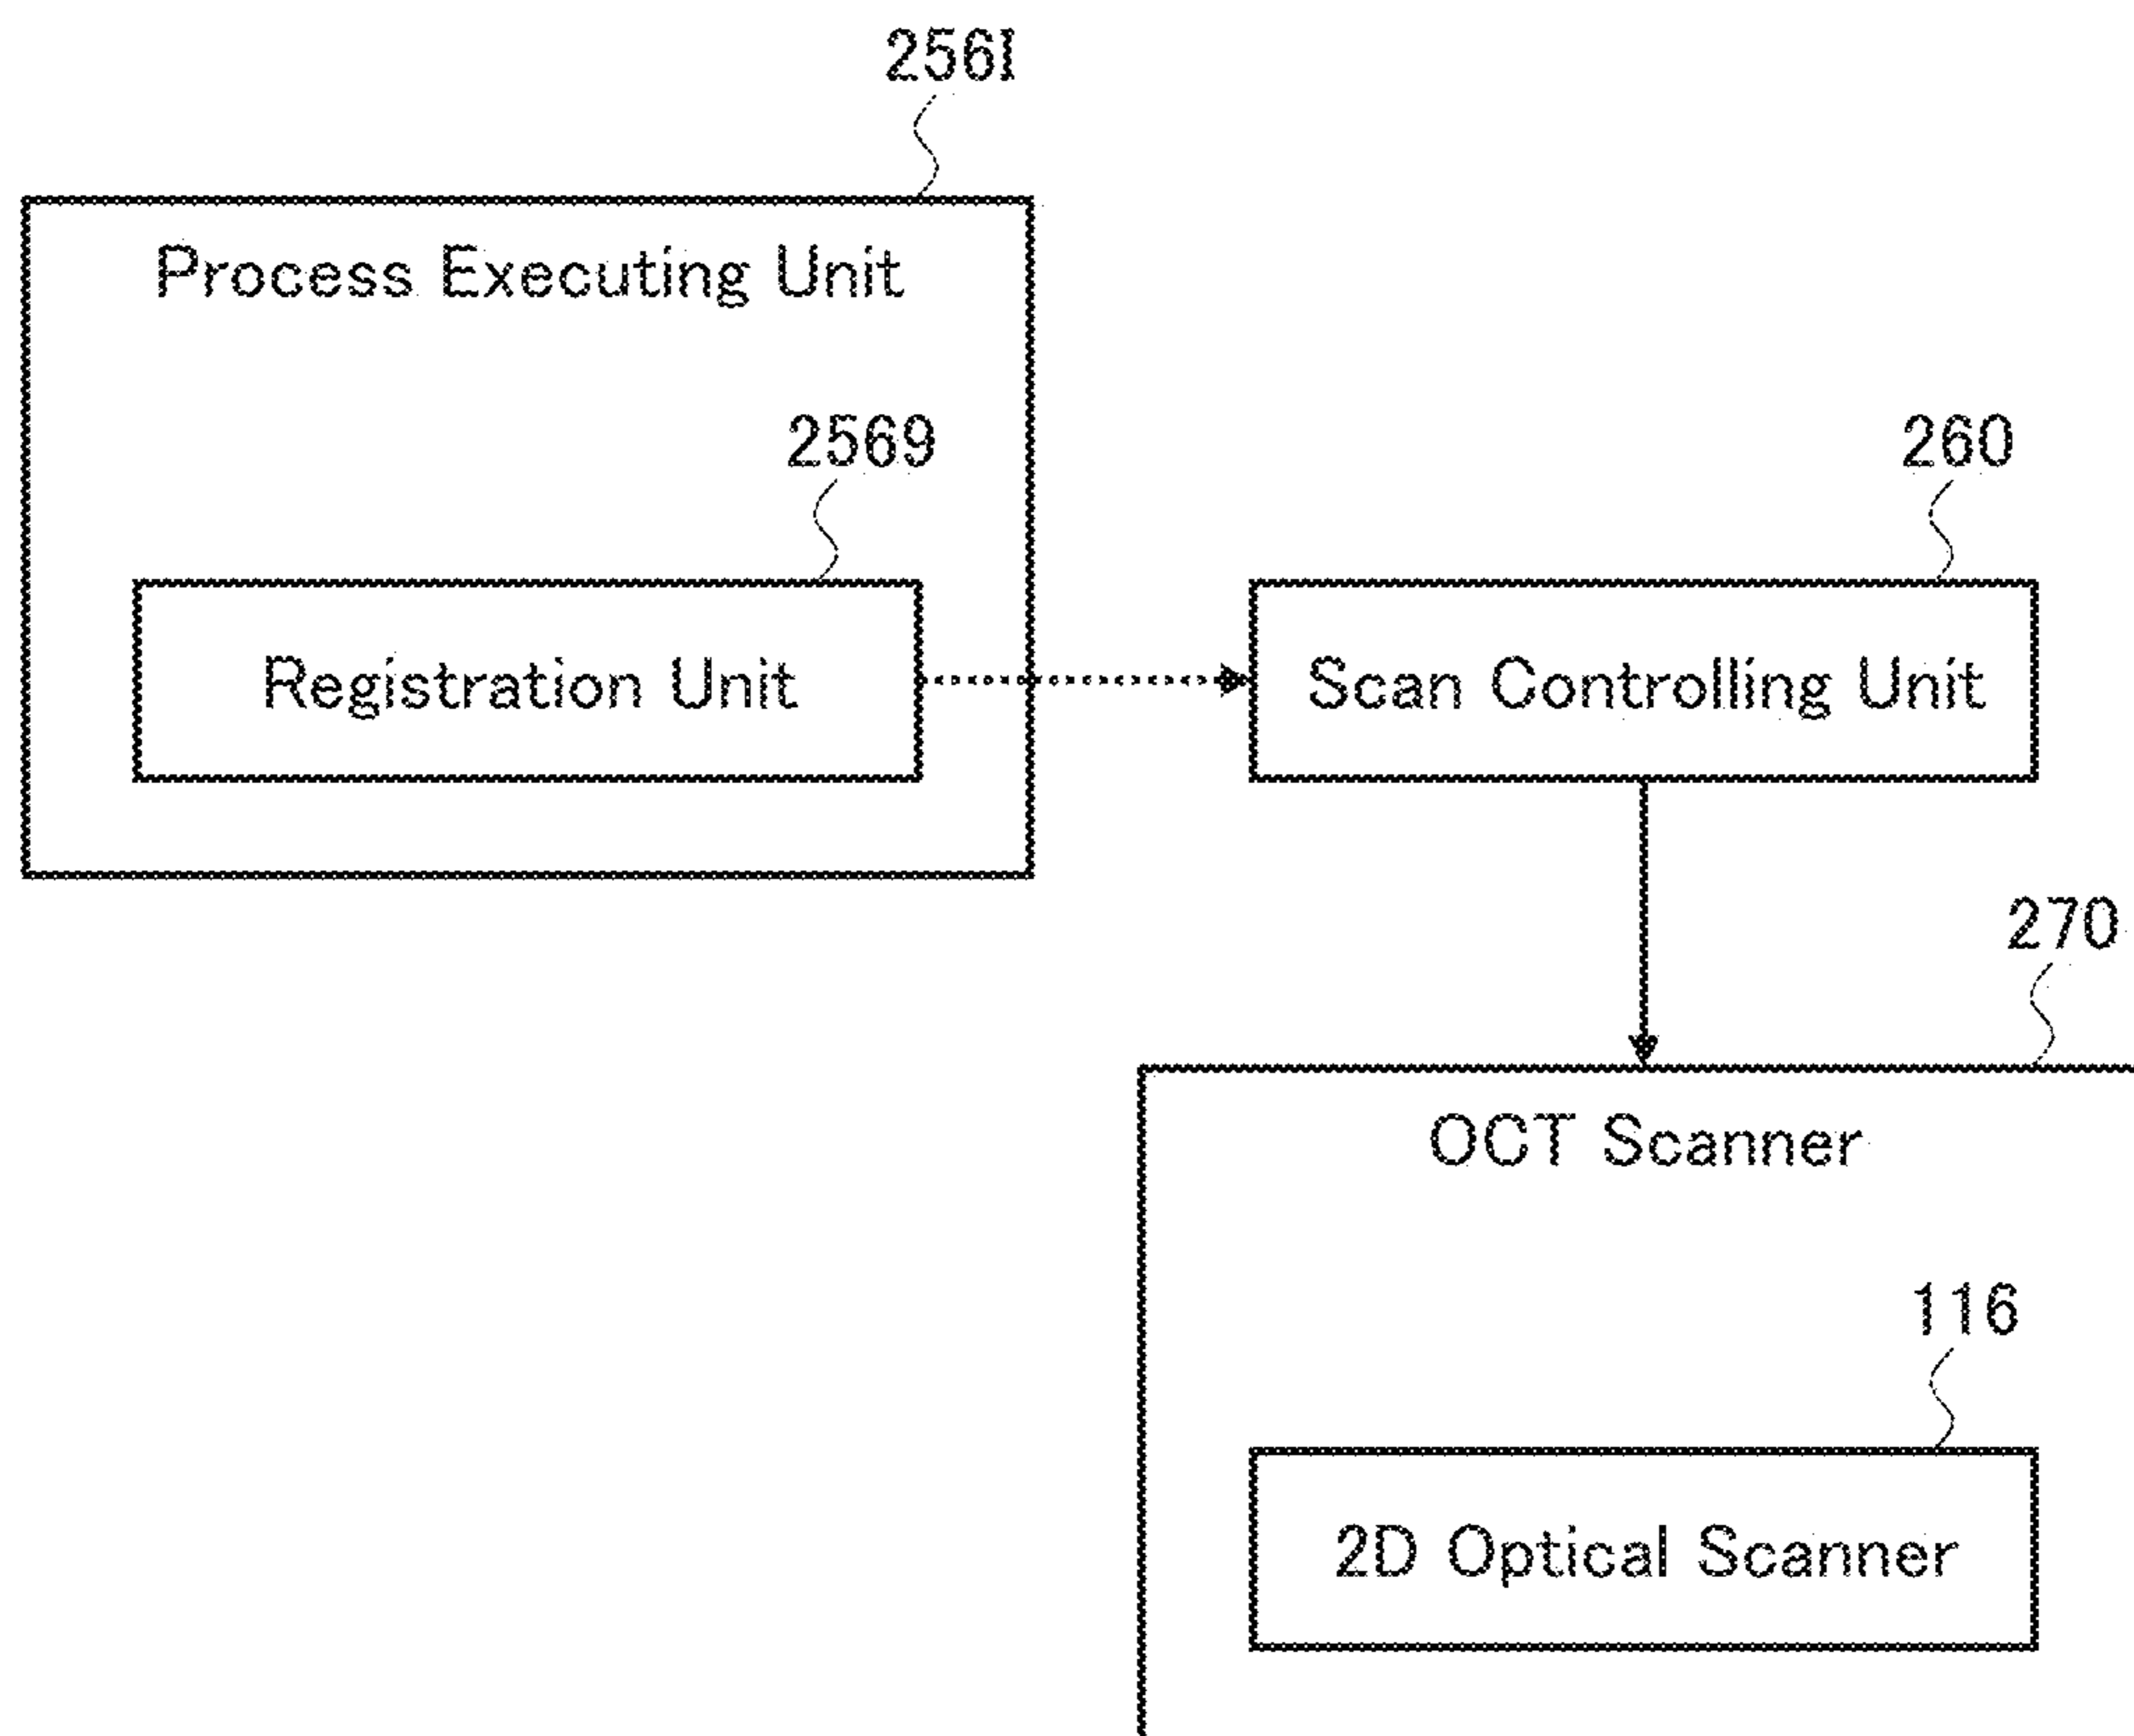 256I
Process Executing Unit
2569
Registration Unit
260
Scan Controlling Unit
270
OCT Scanner
116
2D Optical Scanner